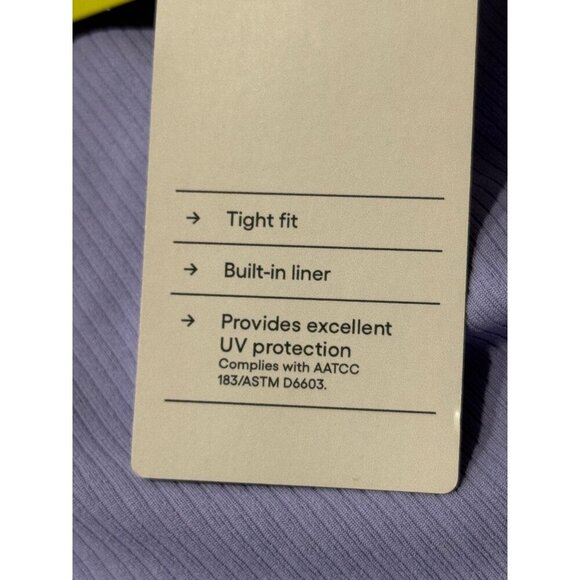 → Tight fit
→ Built-in liner
→ Provides excellent
UV protection
Complies with AATCC
183/ASTM D6603.